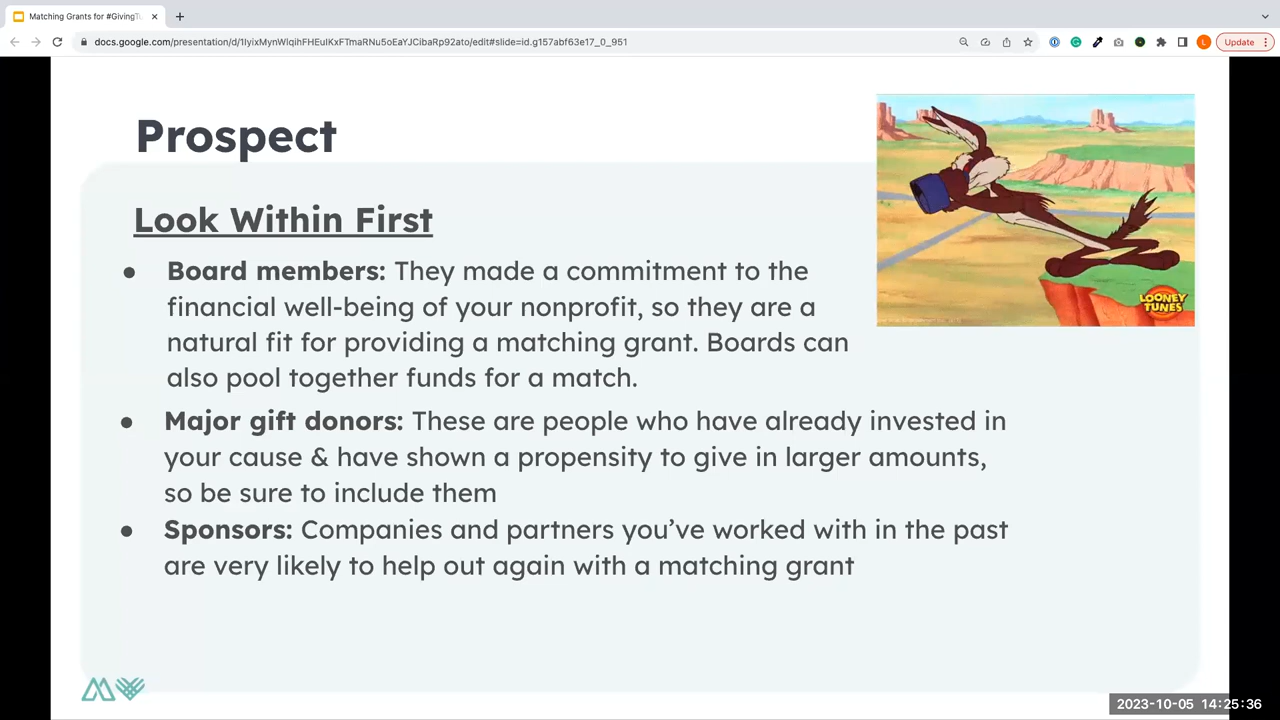 Matching Grants for #GivingTu
docs.google.com/presentation/d/1IyixMynWlqihFHEuIKxFTmaRNu5oEaYJCibaRp92ato/edit#slide=id.g157abf63e17_0_951
Update
Prospect
Look Within First
● Board members: They made a commitment to the
financial well-being of your nonprofit, so they are a
natural fit for providing a matching grant. Boards can
also pool together funds for a match.
● Major gift donors: These are people who have already invested in
your cause & have shown a propensity to give in larger amounts,
so be sure to include them
● Sponsors: Companies and partners you’ve worked with in the past
are very likely to help out again with a matching grant
LOONEY
TUNES
2023-10-05 14:25:36